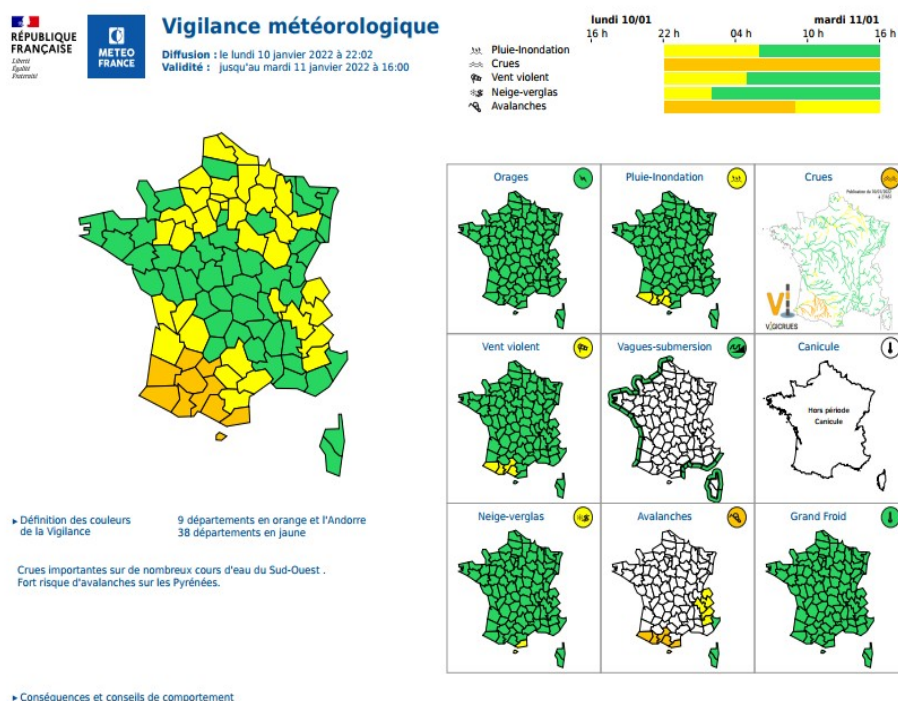 RÉPUBLIQUE
FRANÇAISE
Liberté
Égalité
Fraternité
METEO
FRANCE
Vigilance météorologique
Diffusion : le lundi 10 janvier 2022 à 22:02
Validité : jusqu'au mardi 11 janvier 2022 à 16:00
lundi 10/01 mardi 11/01
16 h 22 h 04 h 10 h 16 h
Pluie-Inondation
Crues
Vent violent
Neige-verglas
Avalanches
Orages
Pluie-Inondation
Crues
VIGICRUES
Vent violent
Vagues-submersion
Canicule
Hors période
Canicule
Neige-verglas
Avalanches
Grand Froid
Définition des couleurs
de la Vigilance
9 départements en orange et l'Andorre
38 départements en jaune
Crues importantes sur de nombreux cours d'eau du Sud-Ouest .
Fort risque d'avalanches sur les Pyrénées.
Conséquences et conseils de comportement